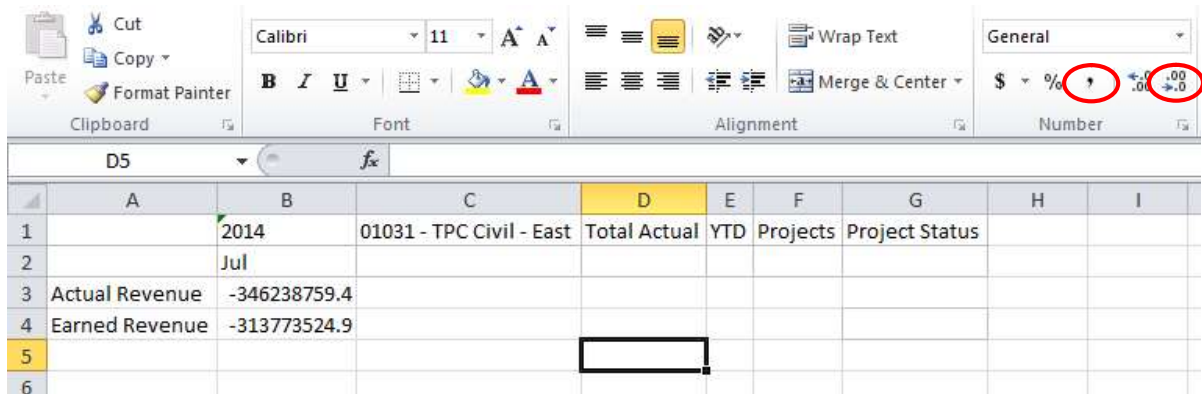 Cut
Calibri 11 A A Wrap Text General
Copy
Paste
Format Painter B I U A Merge & Center $ % , .0 .00 .00 .0
Clipboard Font Alignment Number
D5 fx
A B C D E F G H I
1 2014 01031 - TPC Civil - East Total Actual YTD Projects Project Status
2 Jul
3 Actual Revenue -346238759.4
4 Earned Revenue -313773524.9
5
6